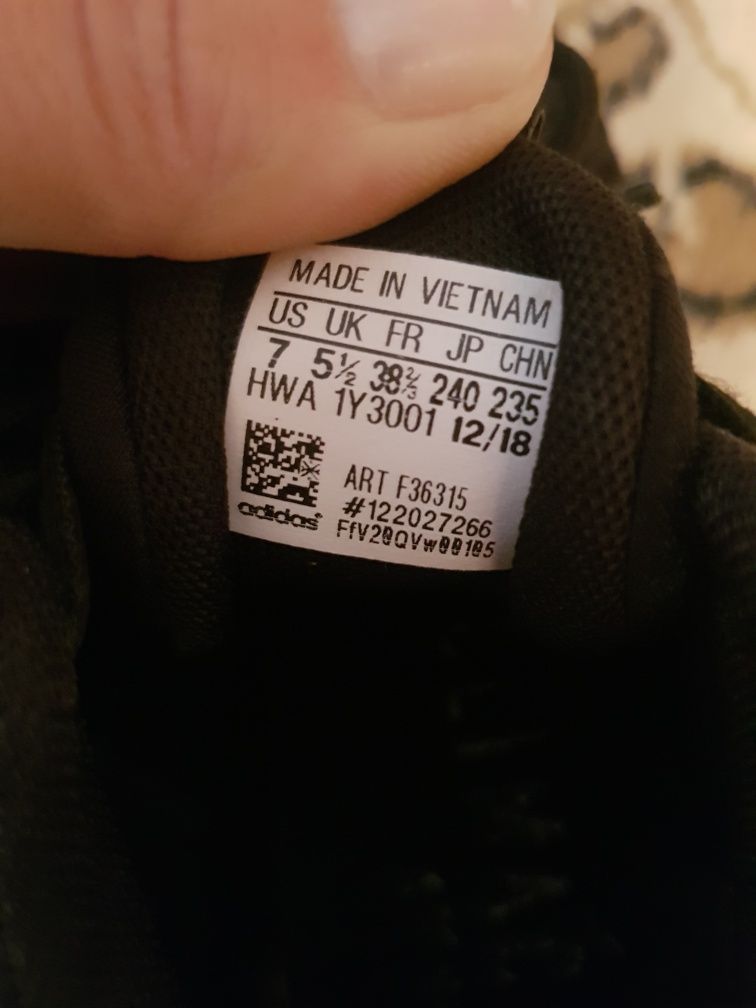 MADE IN VIETNAM
US UK FR JP CHN
7 5½ 38⅔ 240 235
HWA 1Y3001 12/18
ART F36315
#122027266
adidas FfV20QVw00105